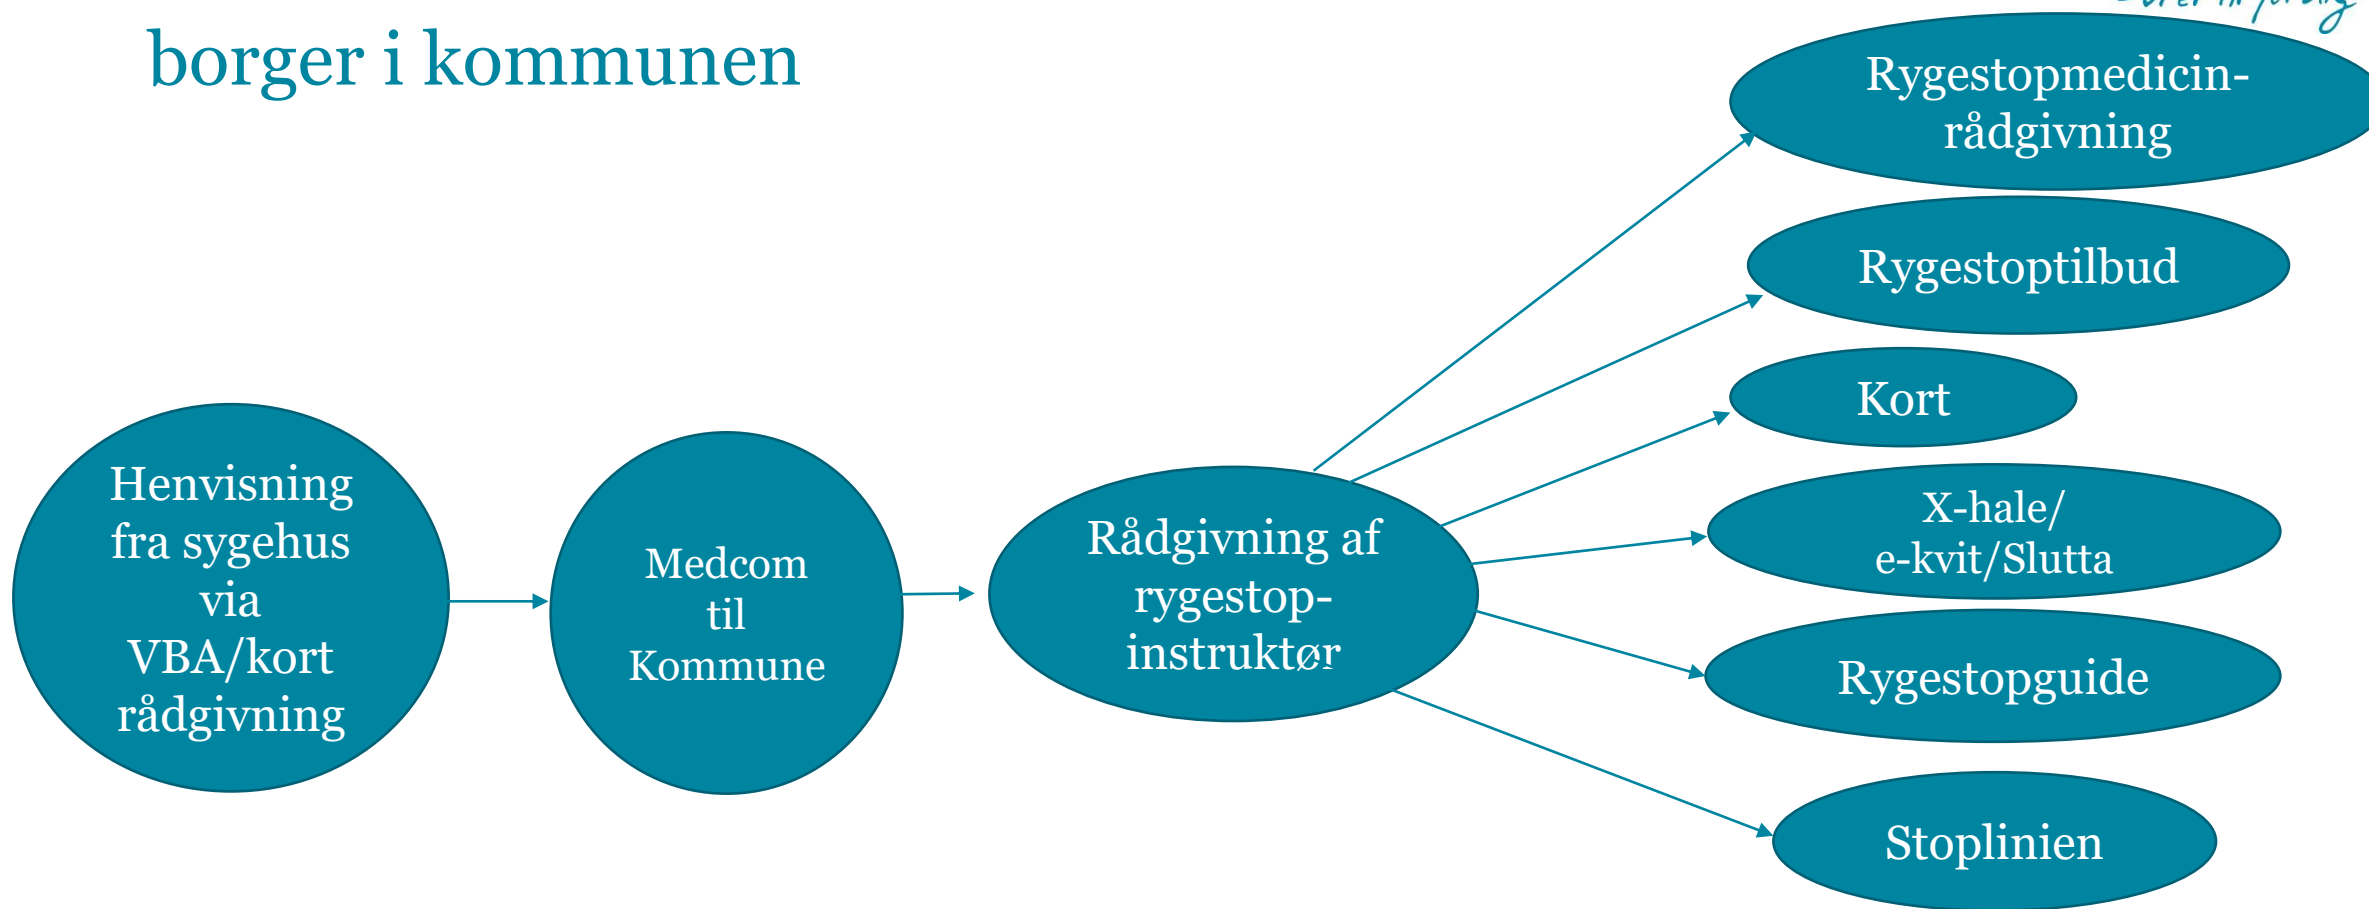 borger i kommunen
Henvisning
fra sygehus
via
VBA/kort
rådgivning
Medcom
til
Kommune
Rådgivning af
rygestop-
instruktør
Rygestopmedicin-
rådgivning
Rygestoptilbud
Kort
X-hale/
e-kvit/Slutta
Rygestopguide
Stoplinien